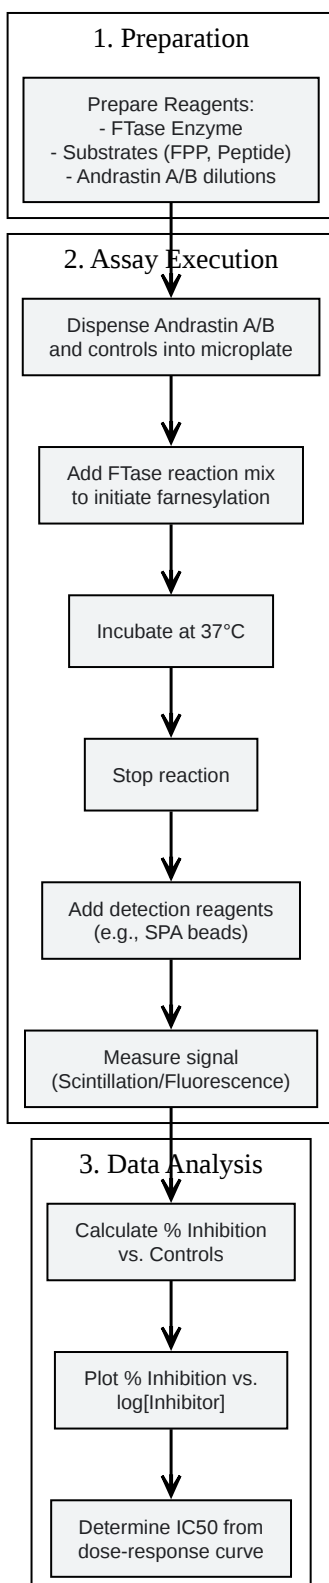 1. Preparation
Prepare Reagents:
- FTase Enzyme
- Substrates (FPP, Peptide)
- Andrastin A/B dilutions
2. Assay Execution
Dispense Andrastin A/B
and controls into microplate
Add FTase reaction mix
to initiate farnesylation
Incubate at 37°C
Stop reaction
Add detection reagents
(e.g., SPA beads)
Measure signal
(Scintillation/Fluorescence)
3. Data Analysis
Calculate % Inhibition
vs. Controls
Plot % Inhibition vs.
log[Inhibitor]
Determine IC50 from
dose-response curve